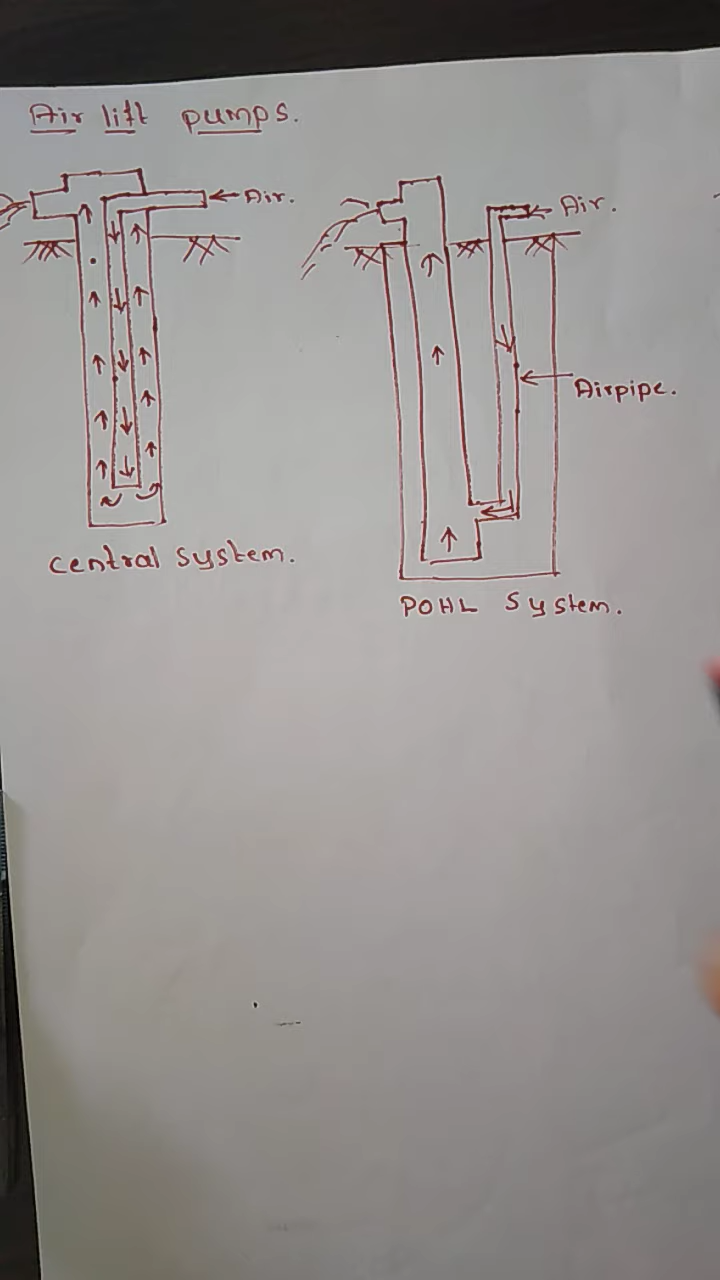 Air lift pumps.
Air.
Air.
Airpipe.
central system.
POHL System.